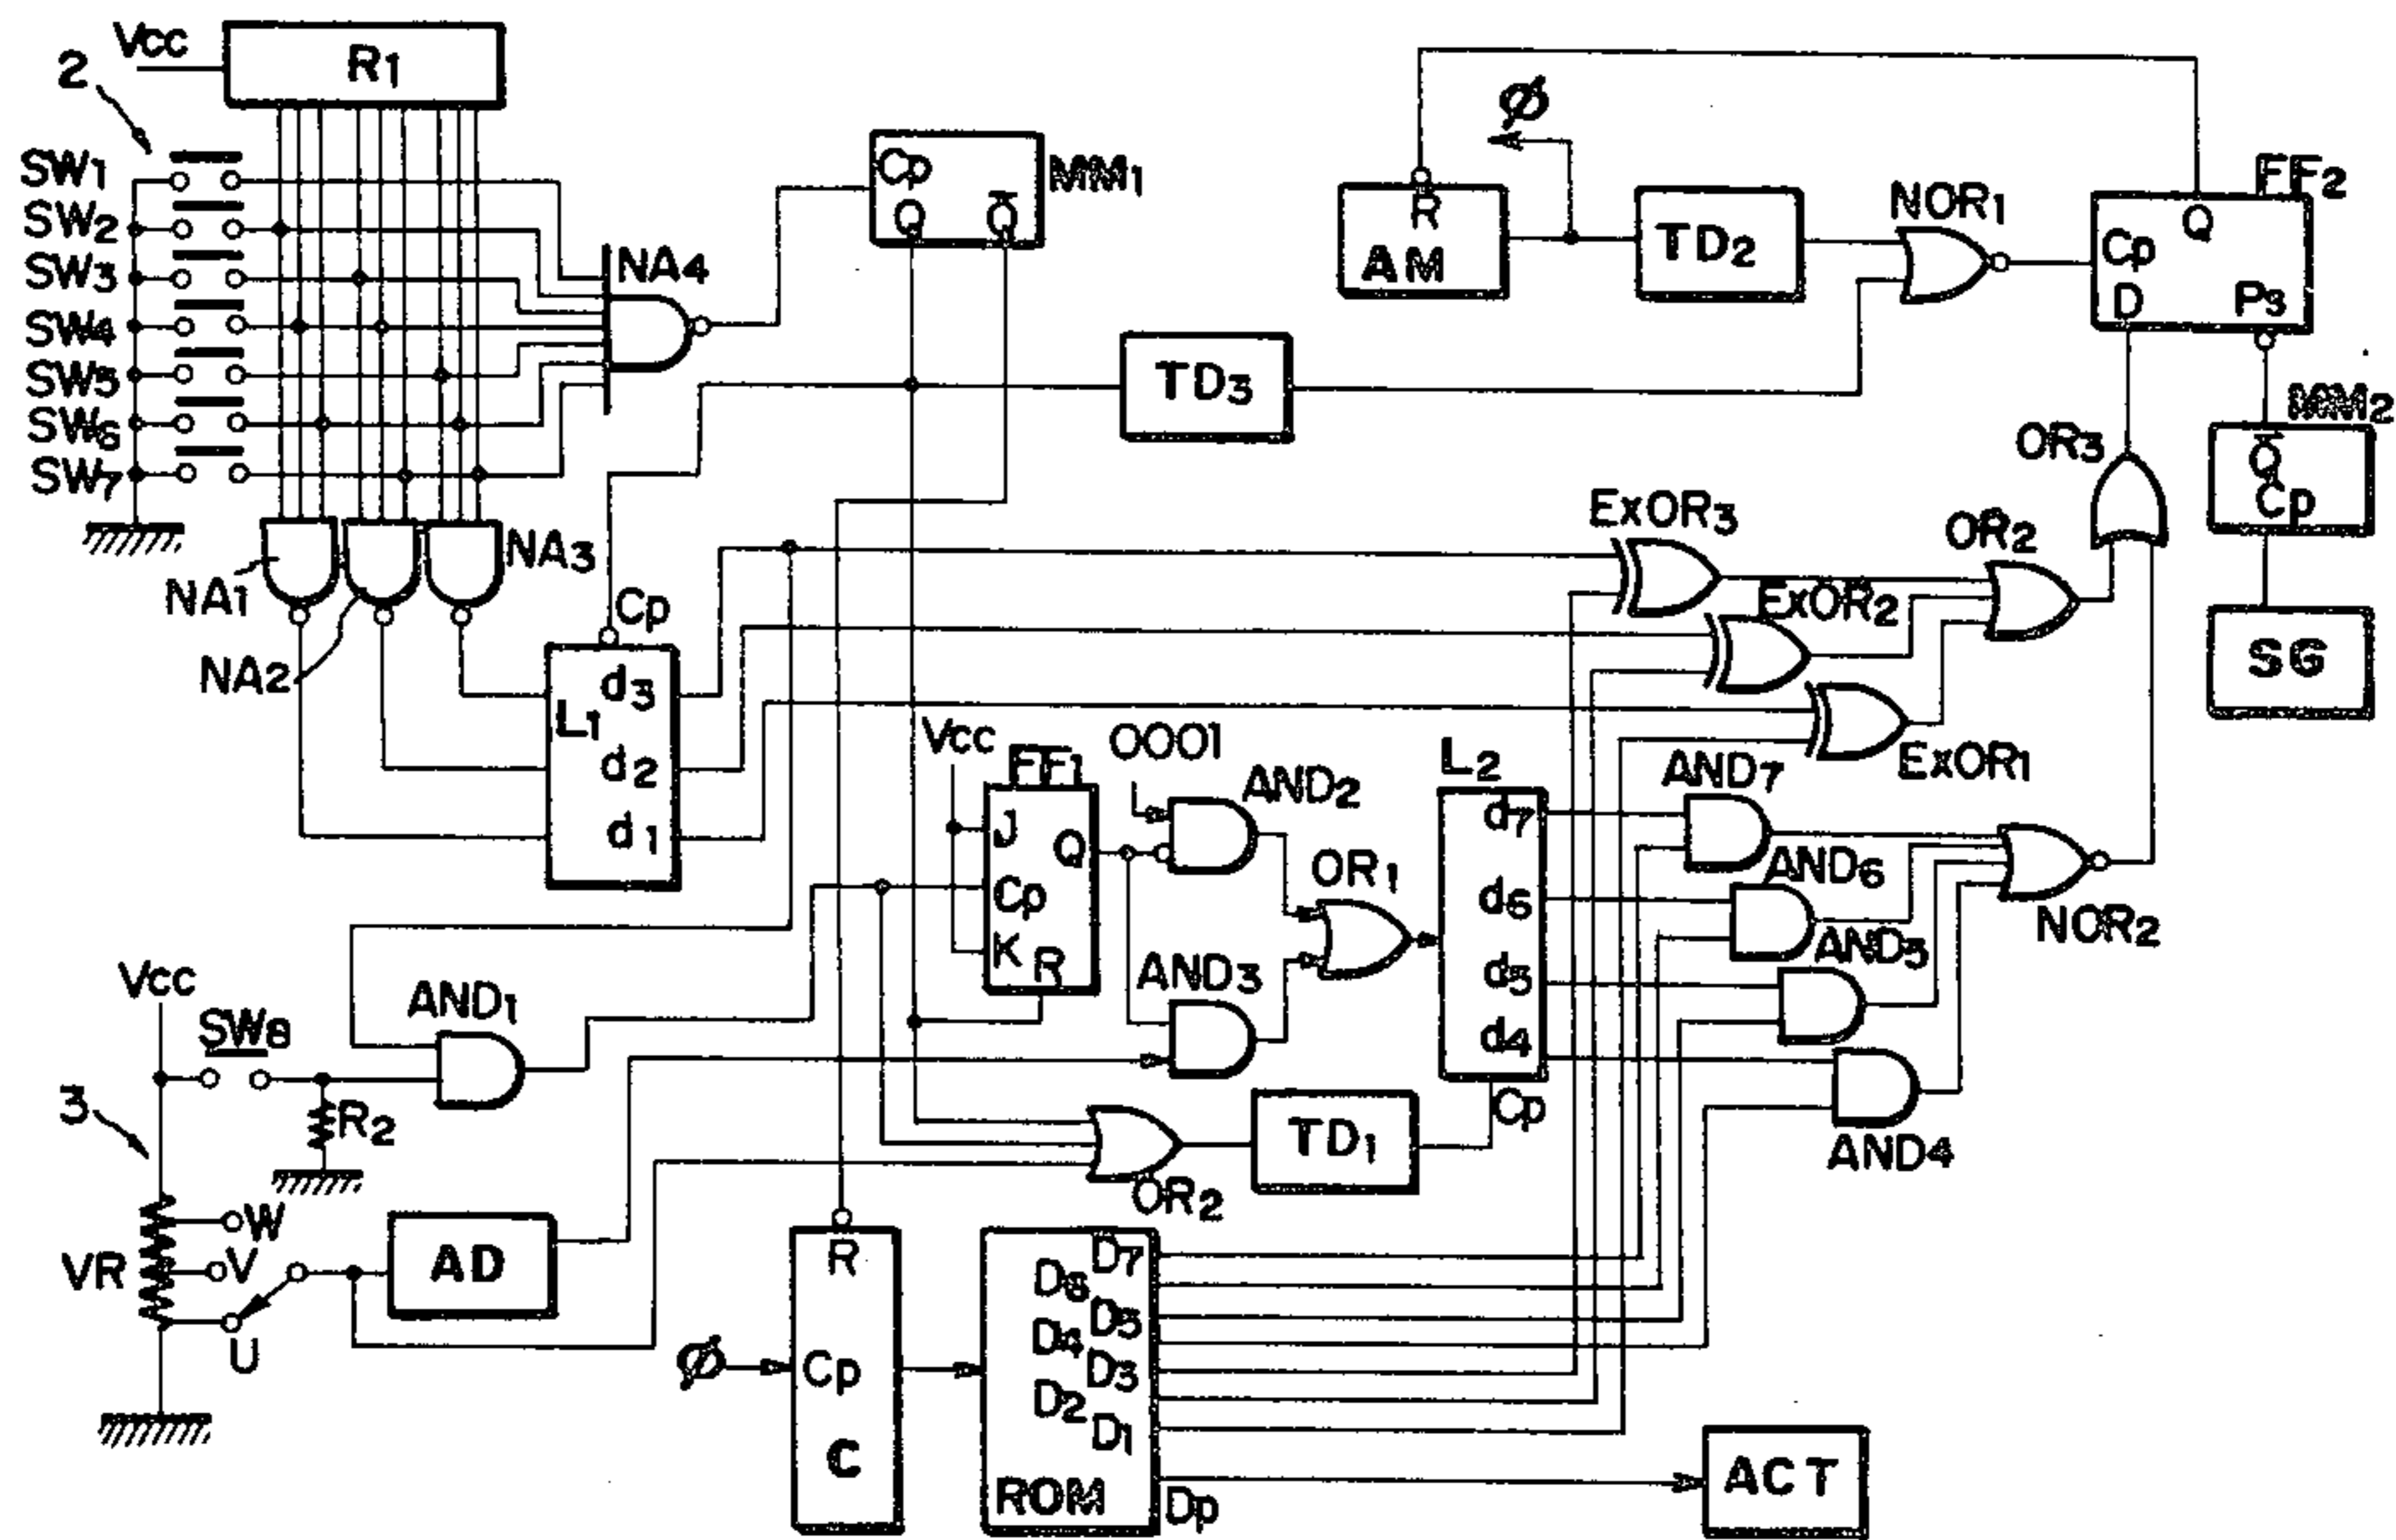 Vcc
R1
2
SW1
SW2
SW3
SW4
SW5
SW6
SW7
NA4
Cp
Q
Q̅
MM1
ø
R
AM
TD2
NOR1
FF2
Q
Cp
D
P3
TD3
MM2
Q̅
Cp
SG
OR3
NA1
NA2
NA3
Cp
L1
d3
d2
d1
ExOR3
ExOR2
ExOR1
OR2
Vcc
FF1
J
Q
Cp
K
R
0001
AND2
OR1
AND3
L2
d7
d6
d5
d4
Cp
AND7
AND6
AND5
AND4
NOR2
Vcc
SW8
AND1
3
R2
OR2
TD1
VR
W
V
U
AD
R
ø
Cp
C
D7
D6
D5
D4
D3
D2
D1
ROM
Dp
ACT